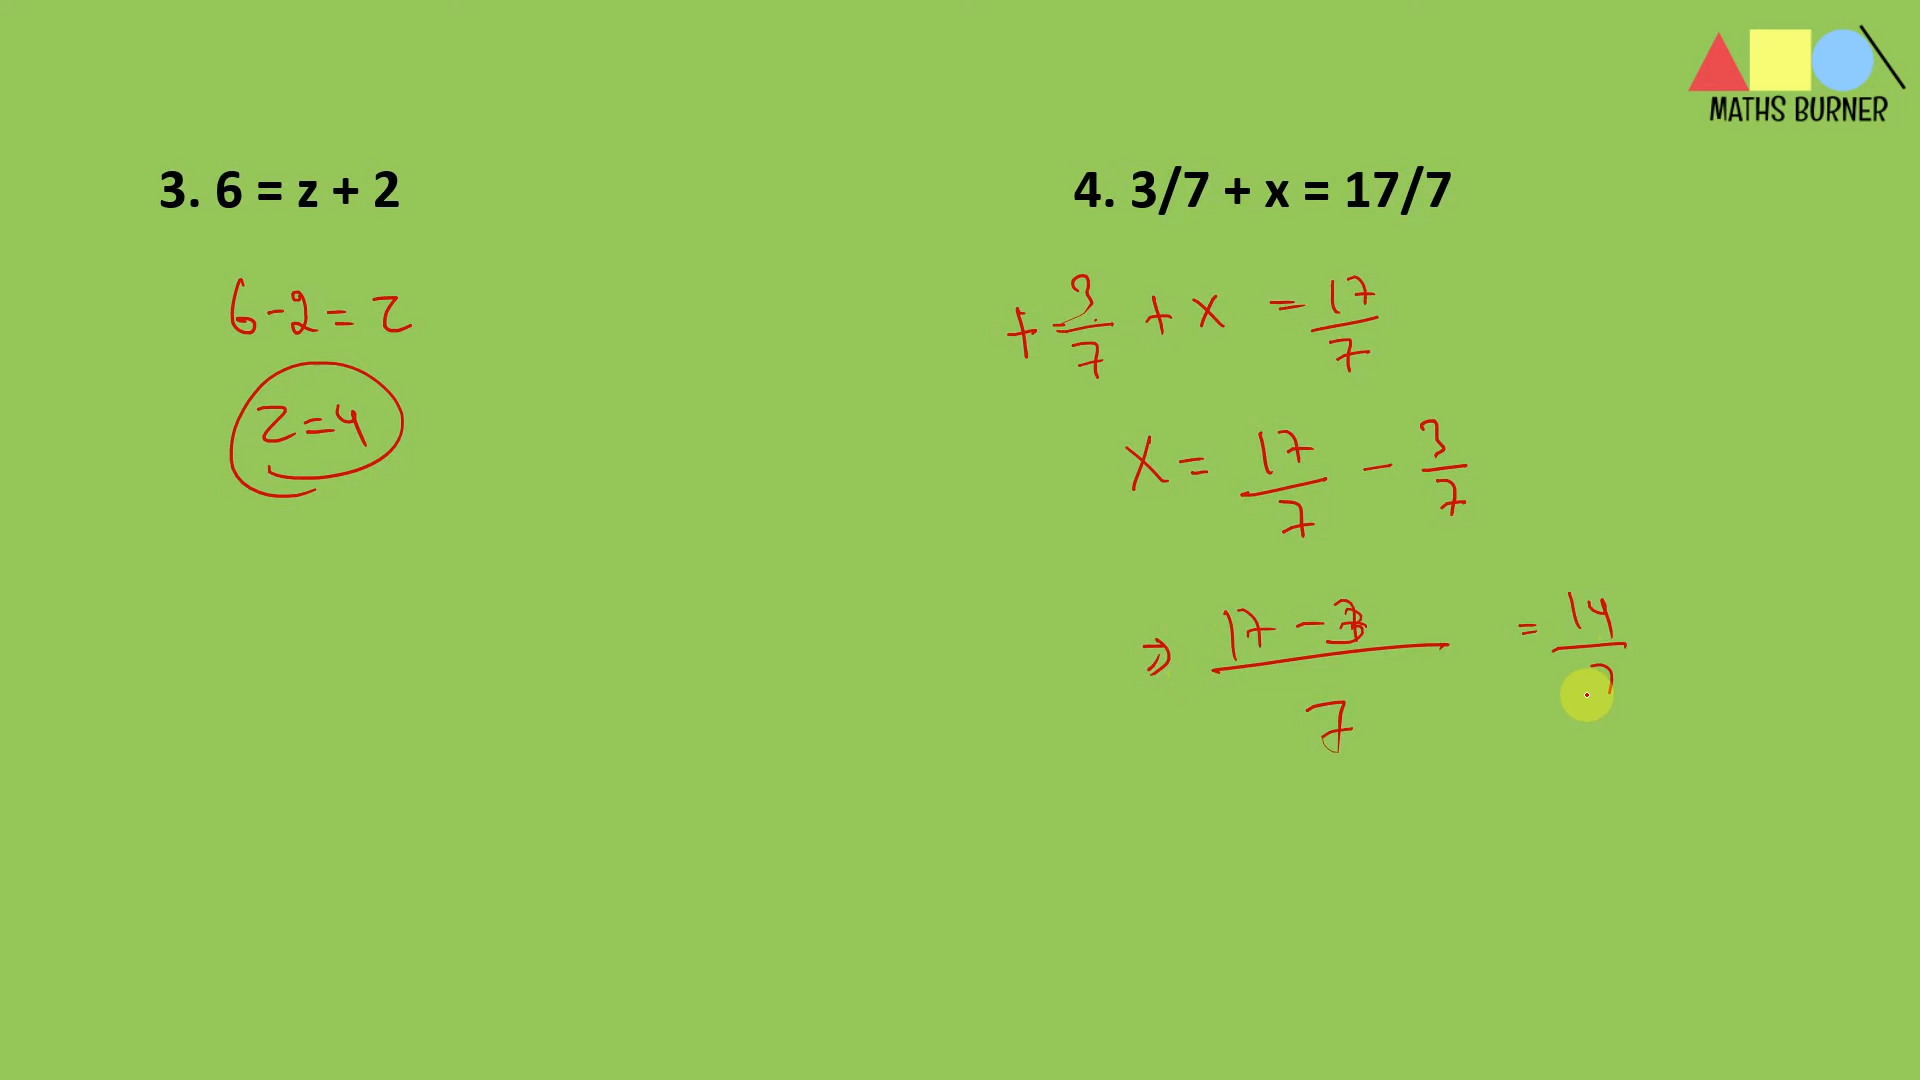 MATHS BURNER
3. 6 = z + 2
6 - 2 = z
z = 4
4. 3/7 + x = 17/7
+ 3/7 + x = 17/7
x = 17/7 - 3/7
⇒ 17 - 3 / 7 = 14 / 7